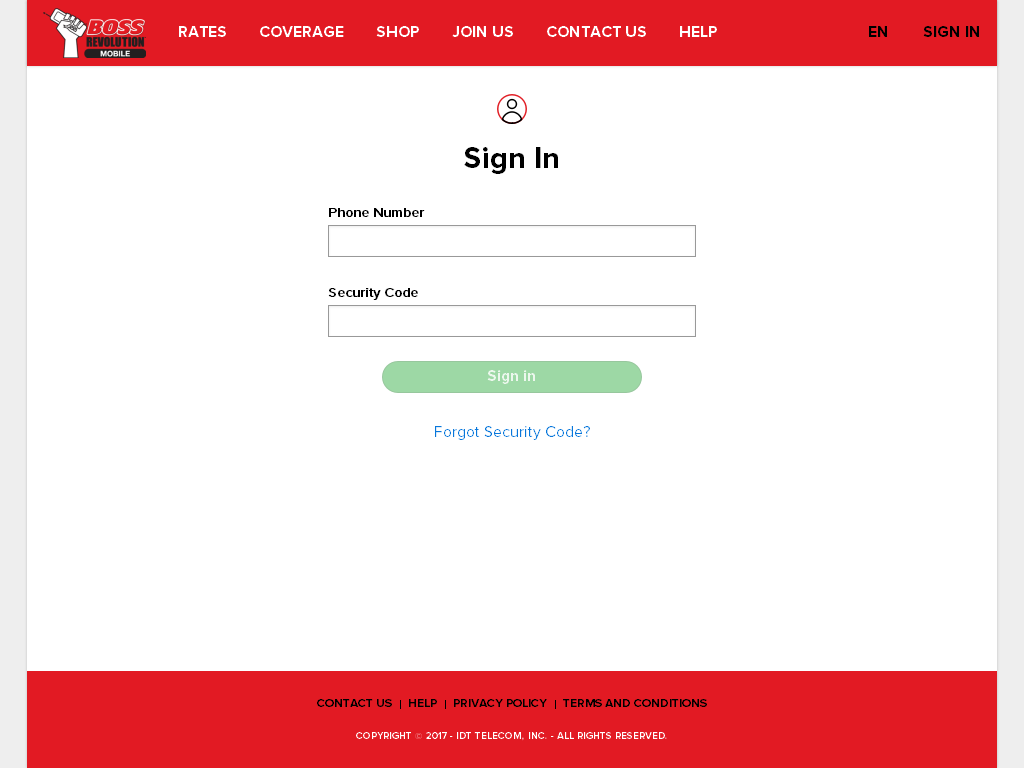 BOSS
REVOLUTION
MOBILE
RATES COVERAGE SHOP JOIN US CONTACT US HELP EN SIGN IN
Sign In
Phone Number
Security Code
Sign in
Forgot Security Code?
CONTACT US | HELP | PRIVACY POLICY | TERMS AND CONDITIONS
COPYRIGHT © 2017 - IDT TELECOM, INC. - ALL RIGHTS RESERVED.